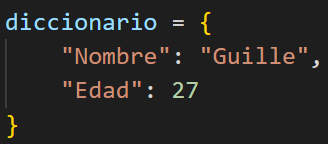 diccionario = {
    "Nombre": "Guille",
    "Edad": 27
}